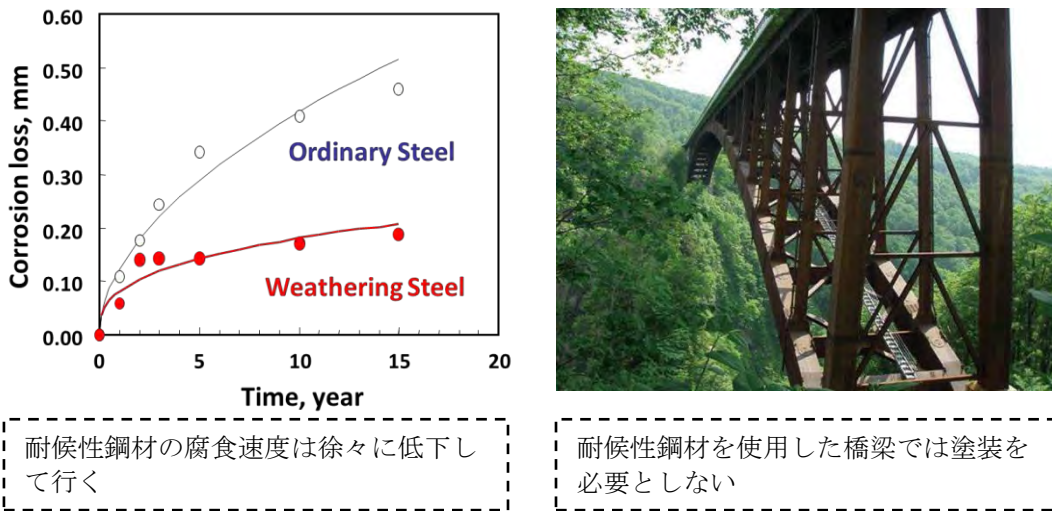 0.60
0.50
0.40
0.30
0.20
0.10
0.00
Corrosion loss, mm
Ordinary Steel
Weathering Steel
0
5
10
15
20
Time, year
耐候性鋼材の腐食速度は徐々に低下し
て行く
耐候性鋼材を使用した橋梁では塗装を
必要としない